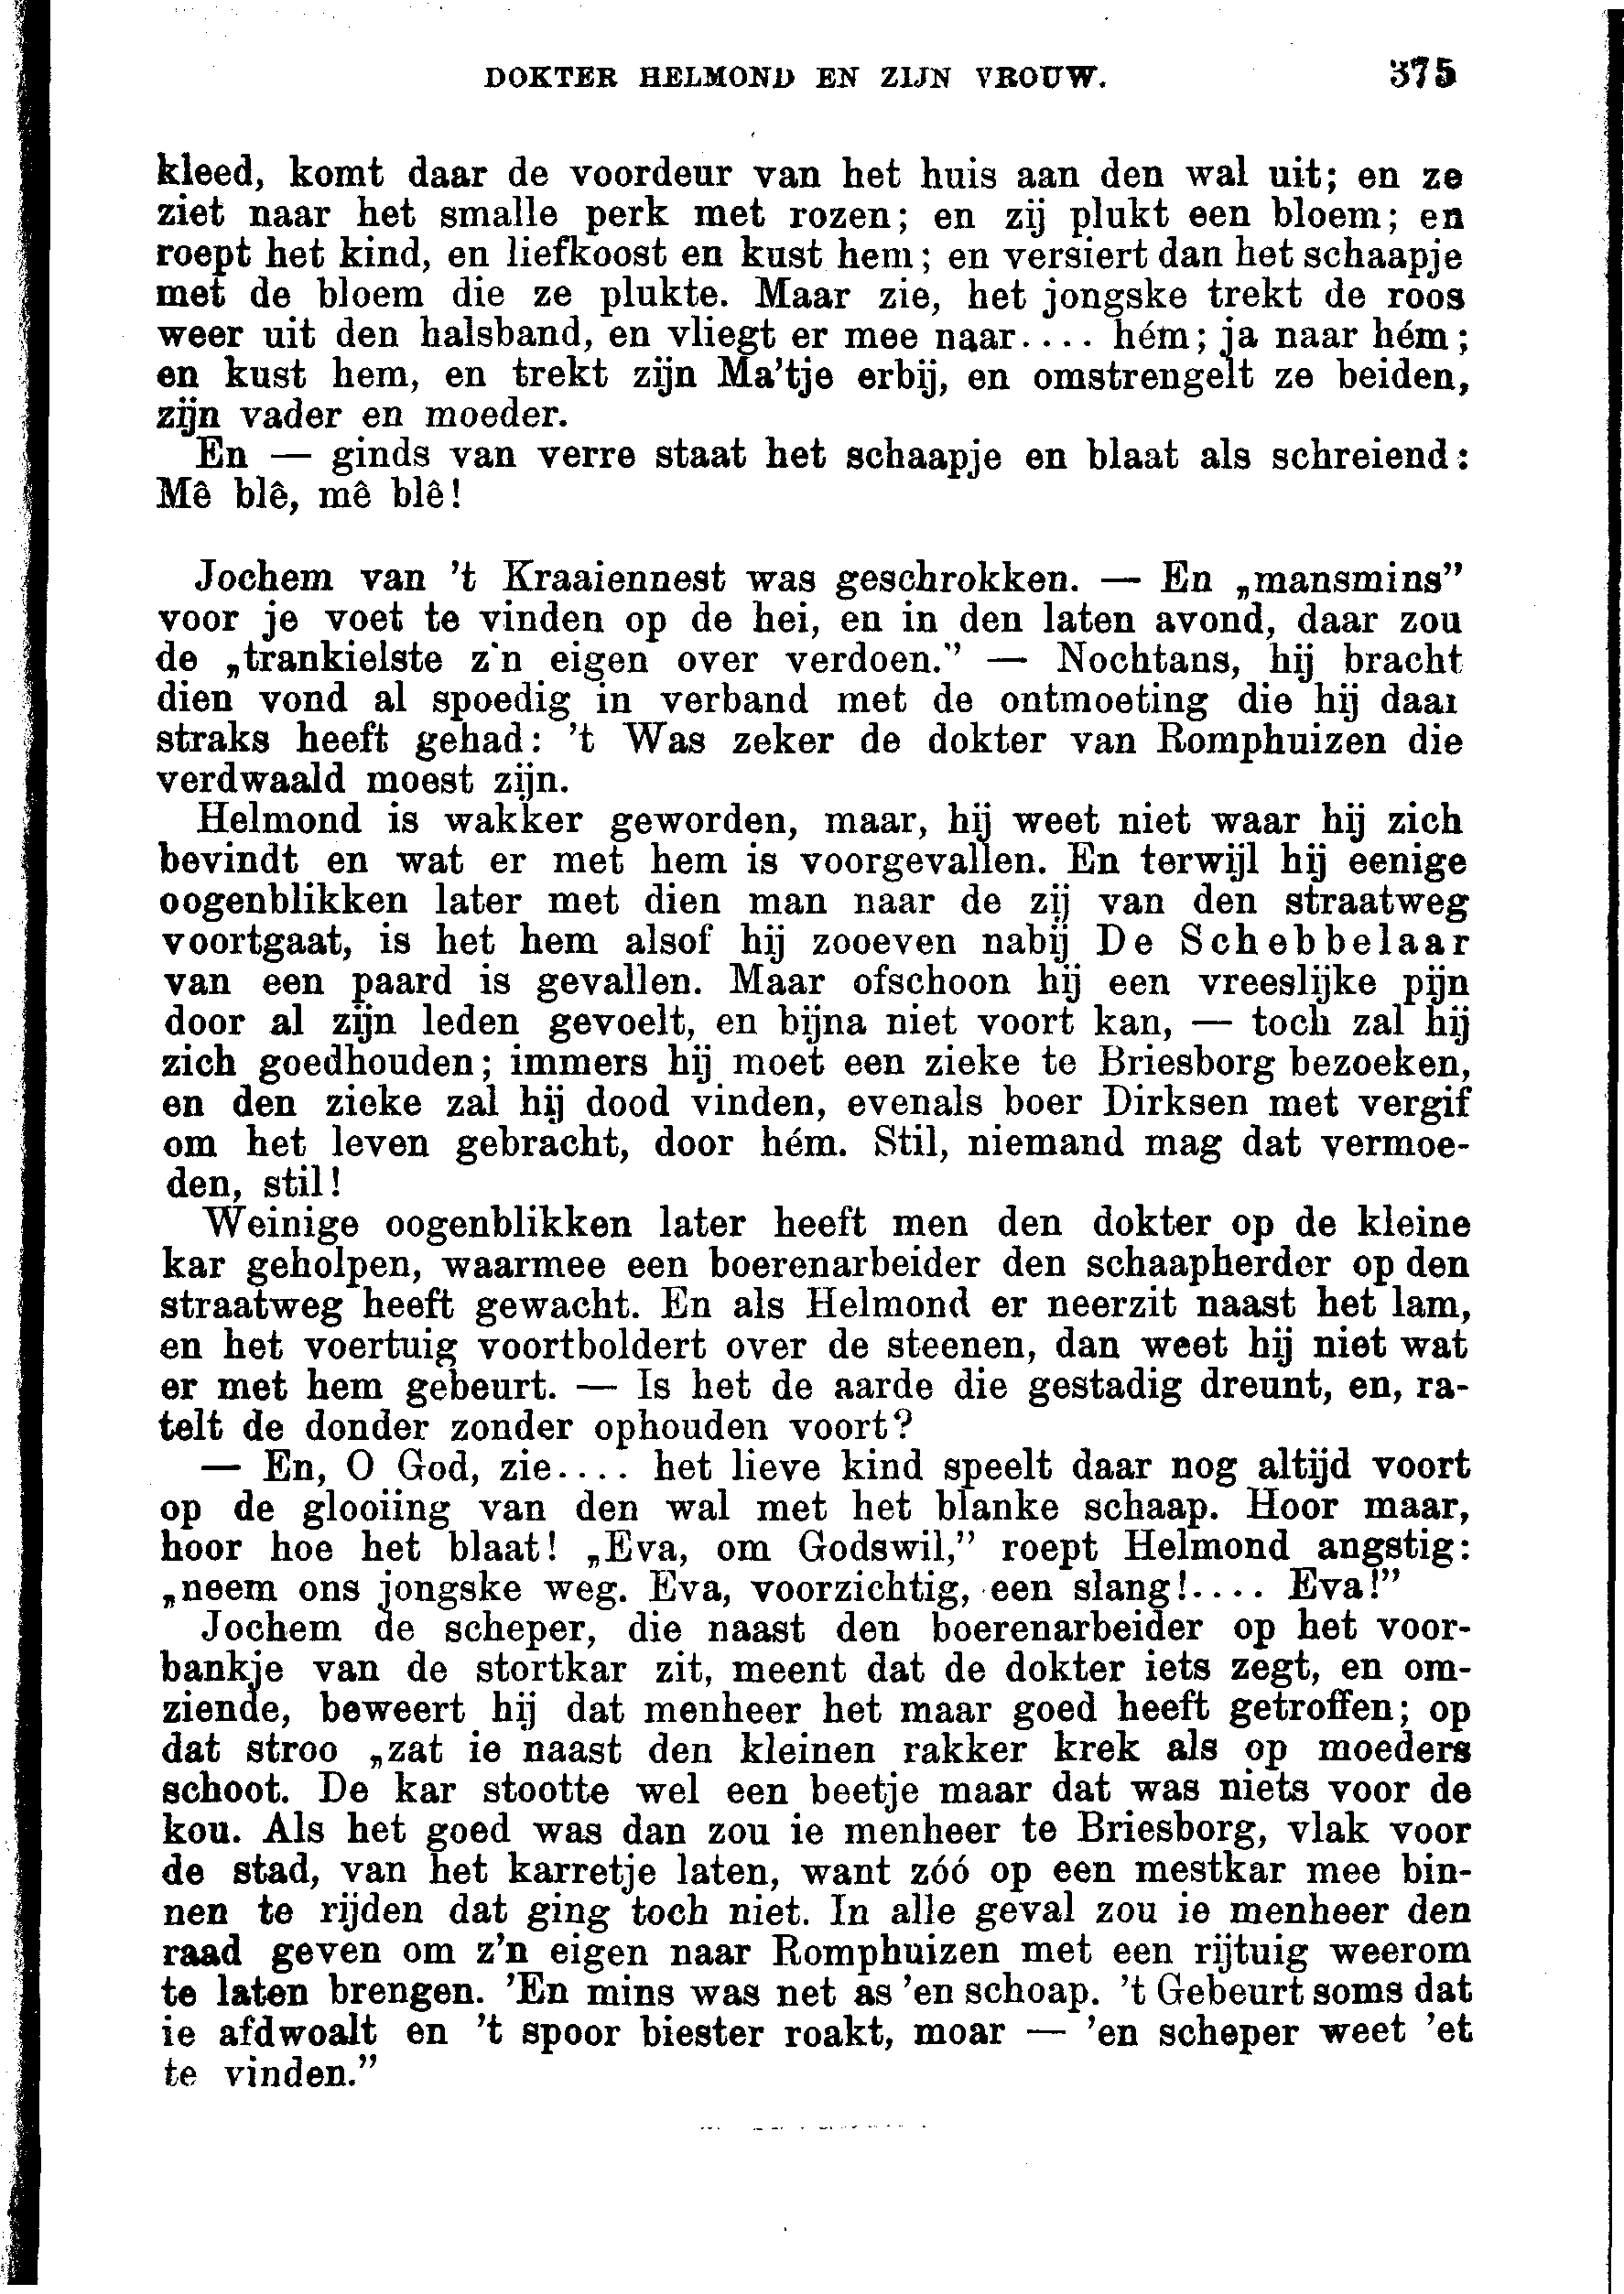 DOKTER HELMOND EN ZIJN VROUW. 375
kleed, komt daar de voordeur van het huis aan den wal uit; en ze
ziet naar het smalle perk met rozen; en zij plukt een bloem; en
roept het kind, en liefkoost en kust hem; en versiert dan het schaapje
met de bloem die ze plukte. Maar zie, het jongske trekt de roos
weer uit den halsband, en vliegt er mee naar.... hém; ja naar hém;
en kust hem, en trekt zijn Ma'tje erbij, en omstrengelt ze beiden,
zijn vader en moeder.
En — ginds van verre staat het schaapje en blaat als schreiend:
Mê blê, mê blê!
Jochem van 't Kraaiennest was geschrokken. — En „mansmins”
voor je voet te vinden op de hei, en in den laten avond, daar zou
de „trankielste z'n eigen over verdoen.” — Nochtans, hij bracht
dien vond al spoedig in verband met de ontmoeting die hij daar
straks heeft gehad: 't Was zeker de dokter van Romphuizen die
verdwaald moest zijn.
Helmond is wakker geworden, maar, hij weet niet waar hij zich
bevindt en wat er met hem is voorgevallen. En terwijl hij eenige
oogenblikken later met dien man naar de zij van den straatweg
voortgaat, is het hem alsof hij zooeven nabij De Schebbelaar
van een paard is gevallen. Maar ofschoon hij een vreeslijke pijn
door al zijn leden gevoelt, en bijna niet voort kan, — toch zal hij
zich goedhouden; immers hij moet een zieke te Briesborg bezoeken,
en den zieke zal hij dood vinden, evenals boer Dirksen met vergif
om het leven gebracht, door hém. Stil, niemand mag dat vermoe-
den, stil!
Weinige oogenblikken later heeft men den dokter op de kleine
kar geholpen, waarmee een boerenarbeider den schaapherder op den
straatweg heeft gewacht. En als Helmond er neerzit naast het lam,
en het voertuig voortboldert over de steenen, dan weet hij niet wat
er met hem gebeurt. — Is het de aarde die gestadig dreunt, en, ra-
telt de donder zonder ophouden voort?
— En, O God, zie.... het lieve kind speelt daar nog altijd voort
op de glooiing van den wal met het blanke schaap. Hoor maar,
hoor hoe het blaat! „Eva, om Godswil,” roept Helmond angstig:
„neem ons jongske weg. Eva, voorzichtig, een slang!.... Eva!”
Jochem de scheper, die naast den boerenarbeider op het voor-
bankje van de stortkar zit, meent dat de dokter iets zegt, en om-
ziende, beweert hij dat menheer het maar goed heeft getroffen; op
dat stroo „zat ie naast den kleinen rakker krek als op moeders
schoot. De kar stootte wel een beetje maar dat was niets voor de
kou. Als het goed was dan zou ie menheer te Briesborg, vlak voor
de stad, van het karretje laten, want zóó op een mestkar mee bin-
nen te rijden dat ging toch niet. In alle geval zou ie menheer den
raad geven om z'n eigen naar Romphuizen met een rijtuig weerom
te laten brengen. 'En mins was net as 'en schoap. 't Gebeurt soms dat
ie afdwoalt en 't spoor biester roakt, moar — 'en scheper weet 'et
te vinden.”